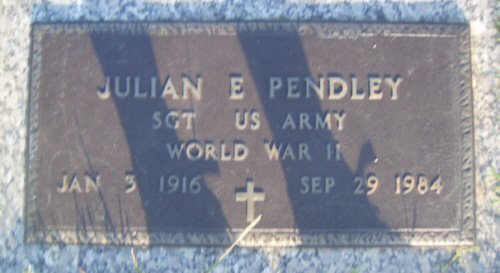 JULIAN E PENDLEY
SGT US ARMY
WORLD WAR II
JAN 3 1916 SEP 29 1984